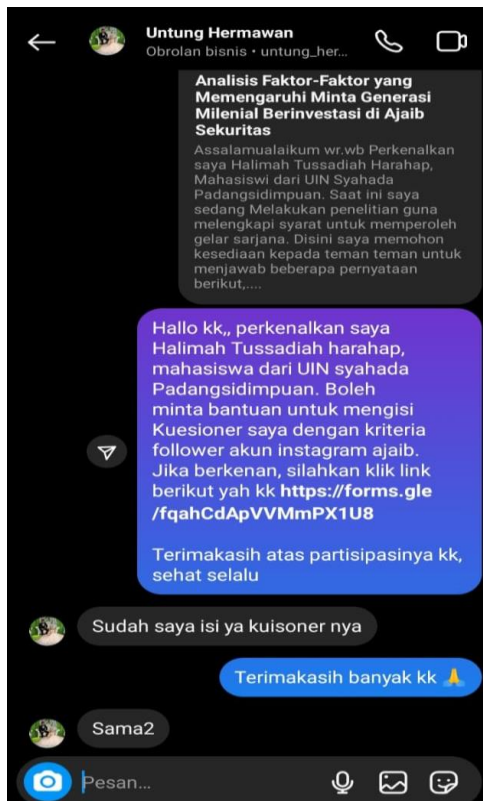 Untung Hermawan
Obrolan bisnis • untung_her...
Analisis Faktor-Faktor yang
Memengaruhi Minta Generasi
Milenial Berinvestasi di Ajaib
Sekuritas
Assalamualaikum wr.wb Perkenalkan
saya Halimah Tussadiah Harahap,
Mahasiswi dari UIN Syahada
Padangsidimpuan. Saat ini saya
sedang Melakukan penelitian guna
melengkapi syarat untuk memperoleh
gelar sarjana. Disini saya memohon
kesediaan kepada teman teman untuk
menjawab beberapa pernyataan
berikut,....
Hallo kk,, perkenalkan saya
Halimah Tussadiah harahap,
mahasiswa dari UIN syahada
Padangsidimpuan. Boleh
minta bantuan untuk mengisi
Kuesioner saya dengan kriteria
follower akun instagram ajaib.
Jika berkenan, silahkan klik link
berikut yah kk https://forms.gle
/fqahCdApVVMmPX1U8
Terimakasih atas partisipasinya kk,
sehat selalu
Sudah saya isi ya kuisoner nya
Terimakasih banyak kk 🙏
Sama2
Pesan...